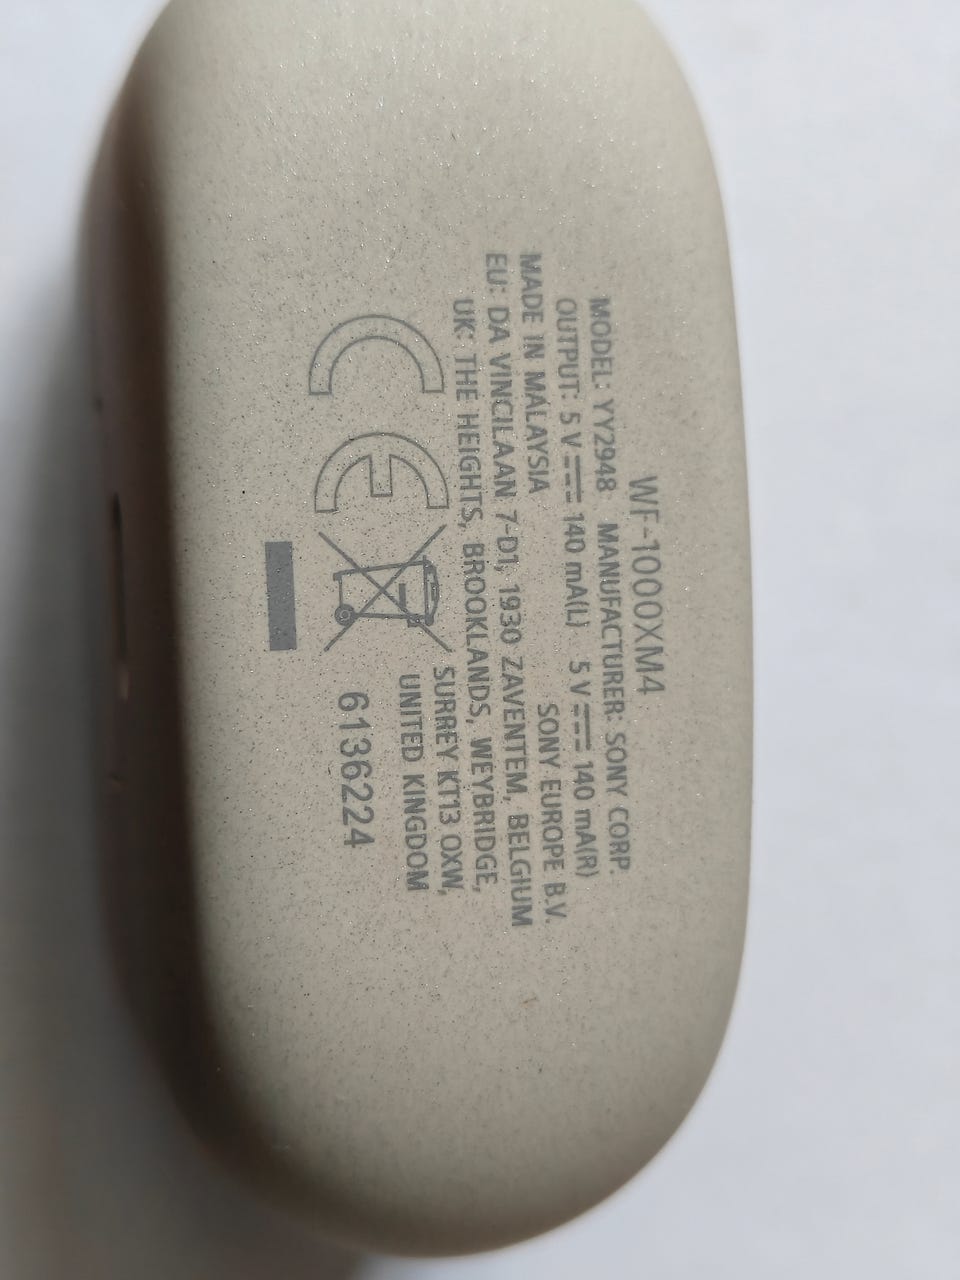 WF-1000XM4
MODEL: YY2948 MANUFACTURER: SONY CORP.
OUTPUT: 5 V 140 mA(L) 5 V 140 mA(R)
MADE IN MALAYSIA SONY EUROPE B.V.
EU: DA VINCILAAN 7-D1, 1930 ZAVENTEM, BELGIUM
UK: THE HEIGHTS, BROOKLANDS, WEYBRIDGE,
SURREY KT13 0XW,
UNITED KINGDOM
CE
6136224